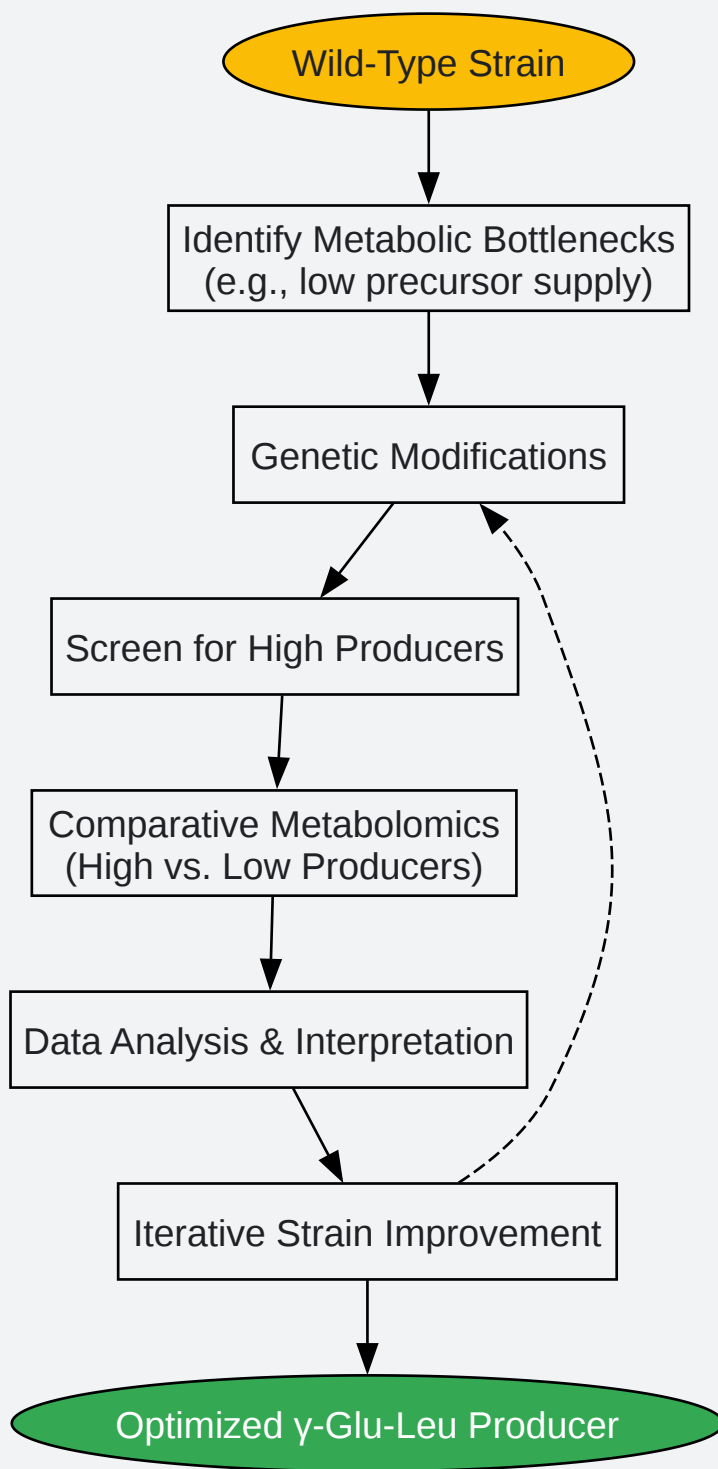 Wild-Type Strain
Identify Metabolic Bottlenecks
(e.g., low precursor supply)
Genetic Modifications
Screen for High Producers
Comparative Metabolomics
(High vs. Low Producers)
Data Analysis & Interpretation
Iterative Strain Improvement
Optimized γ-Glu-Leu Producer